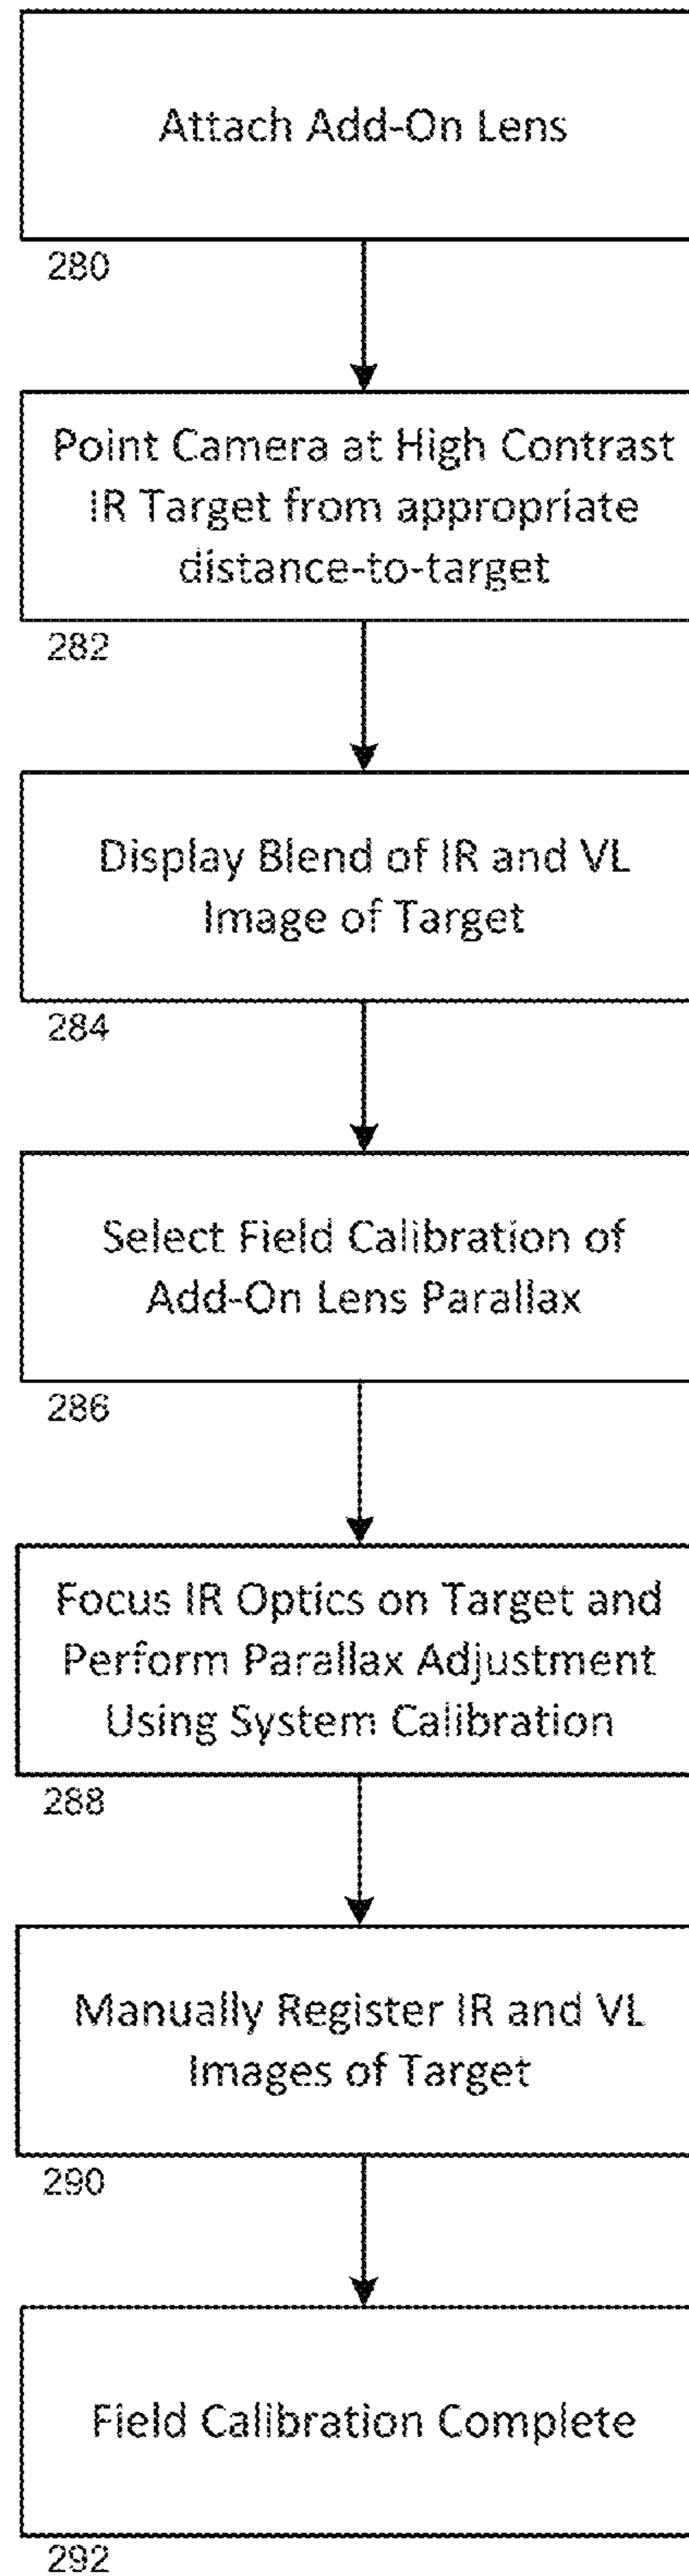 Attach Add-On Lens
280
Point Camera at High Contrast
IR Target from appropriate
distance-to-target
282
Display Blend of IR and VL
Image of Target
284
Select Field Calibration of
Add-On Lens Parallax
286
Focus IR Optics on Target and
Perform Parallax Adjustment
Using System Calibration
288
Manually Register IR and VL
Images of Target
290
Field Calibration Complete
292